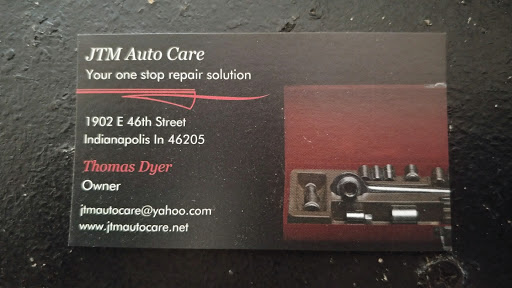 JTM Auto Care
Your one stop repair solution
1902 E 46th Street
Indianapolis In 46205
Thomas Dyer
Owner
jtmautocare@yahoo.com
www.jtmautocare.net